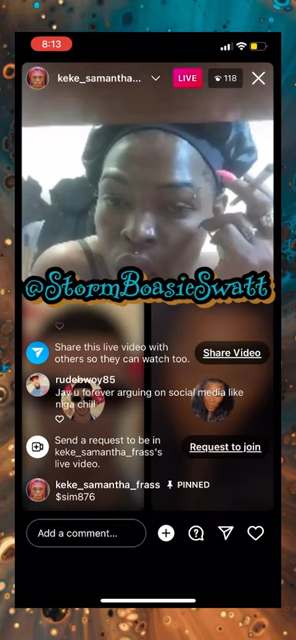 8:13
keke_samantha...
LIVE
118
@StormBoasieSwatt
Share this live video with
others so they can watch too.
Share Video
rudebwoy85
Jay u forever arguing on social media like
niga chill
Send a request to be in
keke_samantha_frass's
live video.
Request to join
keke_samantha_frass PINNED
$sim876
Add a comment...